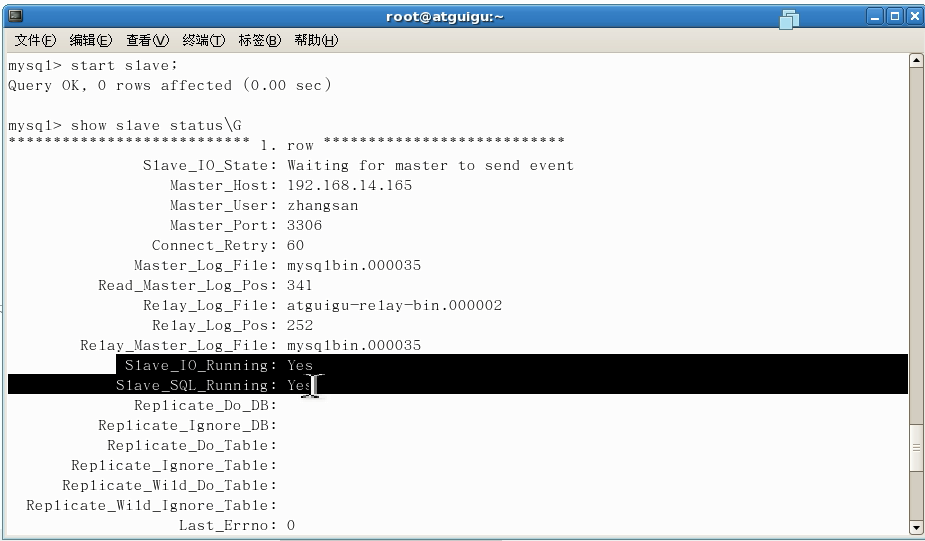 root@atguigu:~
文件(F) 编辑(E) 查看(V) 终端(T) 标签(B) 帮助(H)
mysql> start slave;
Query OK, 0 rows affected (0.00 sec)
mysql> show slave status\G
*************************** 1. row ***************************
Slave_IO_State: Waiting for master to send event
Master_Host: 192.168.14.165
Master_User: zhangsan
Master_Port: 3306
Connect_Retry: 60
Master_Log_File: mysqlbin.000035
Read_Master_Log_Pos: 341
Relay_Log_File: atguigu-relay-bin.000002
Relay_Log_Pos: 252
Relay_Master_Log_File: mysqlbin.000035
Slave_IO_Running: Yes
Slave_SQL_Running: Yes
Replicate_Do_DB:
Replicate_Ignore_DB:
Replicate_Do_Table:
Replicate_Ignore_Table:
Replicate_Wild_Do_Table:
Replicate_Wild_Ignore_Table:
Last_Errno: 0